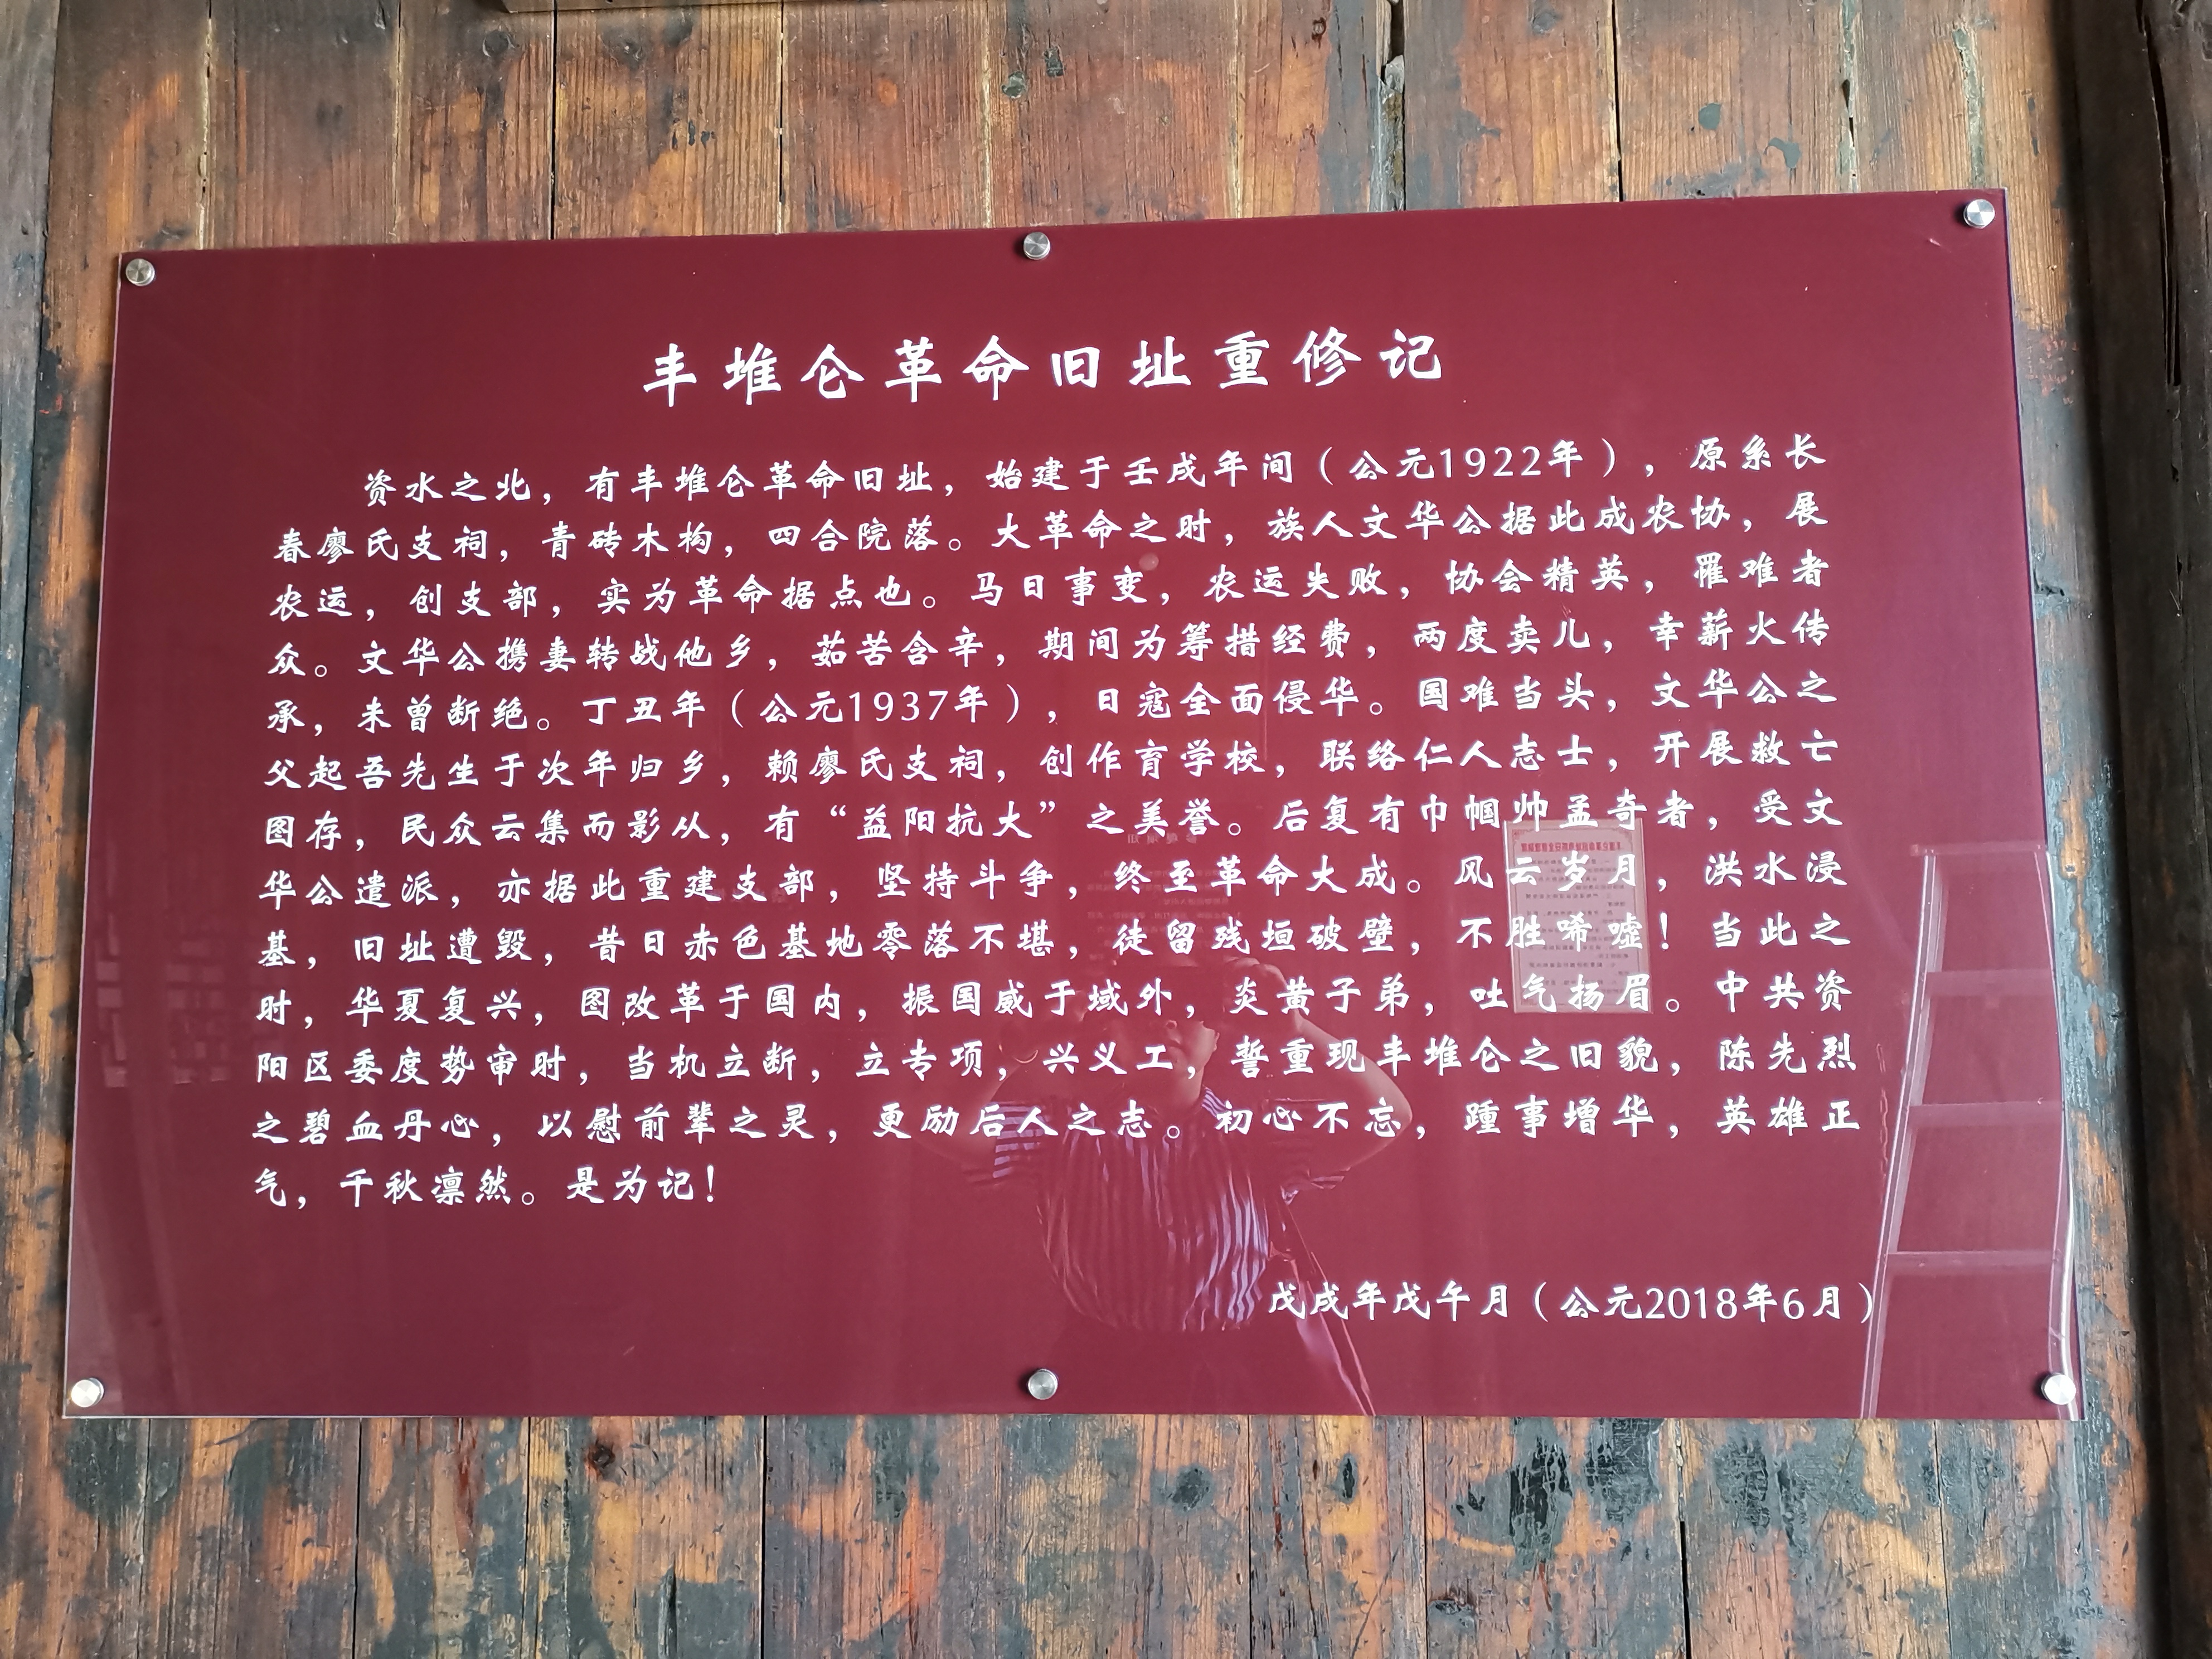 丰堆仑革命旧址重修记
资水之北，有丰堆仑革命旧址，始建于壬戌年间（公元1922年），原系长
春廖氏支祠，青砖木构，四合院落。大革命之时，族人文华公据此成农协，展
农运，创支部，实为革命据点也。马日事变，农运失败，协会精英，罹难者
众。文华公携妻转战他乡，茹苦含辛，期间为筹措经费，两度卖儿，幸薪火传
承，未曾断绝。丁丑年（公元1937年），日寇全面侵华。国难当头，文华公之
父起吾先生于次年归乡，赖廖氏支祠，创作育学校，联络仁人志士，开展救亡
图存，民众云集而影从，有“益阳抗大”之美誉。后复有巾帼帅孟奇者，受文
华公遣派，亦据此重建支部，坚持斗争，终至革命大成。风云岁月，洪水浸
基，旧址遭毁，昔日赤色基地零落不堪，徒留残垣破壁，不胜唏嘘！当此之
时，华夏复兴，图改革于国内，振国威于域外，炎黄子弟，吐气扬眉。中共资
阳区委度势审时，当机立断，立专项，兴义工，誓重现丰堆仑之旧貌，陈先烈
之碧血丹心，以慰前辈之灵，更励后人之志。初心不忘，踵事增华，英雄正
气，千秋凛然。是为记！
戊戌年戊午月（公元2018年6月）